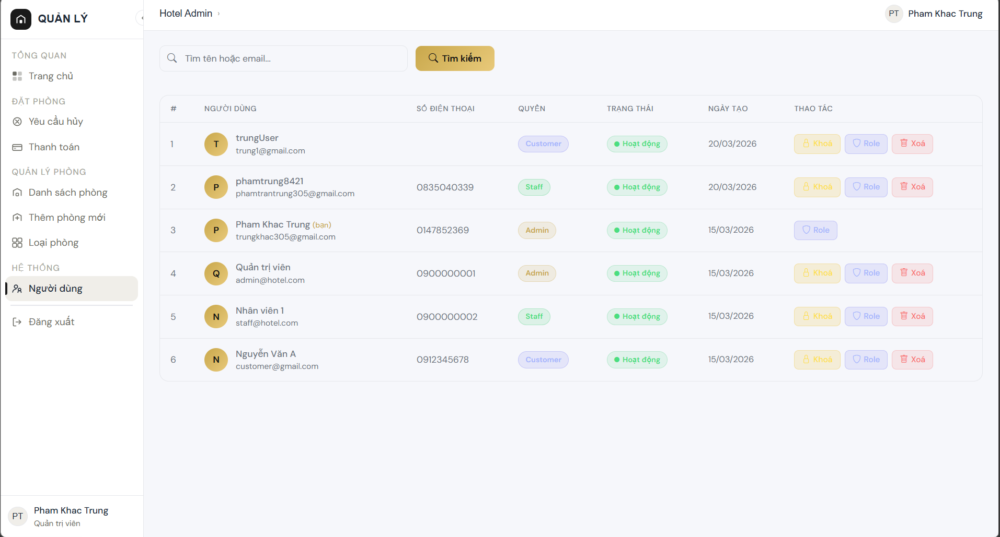 QUẢN LÝ
TỔNG QUAN
Trang chủ
ĐẶT PHÒNG
Yêu cầu hủy
Thanh toán
QUẢN LÝ PHÒNG
Danh sách phòng
Thêm phòng mới
Loại phòng
HỆ THỐNG
Người dùng
Đăng xuất
PT Pham Khac Trung
Quản trị viên
Hotel Admin ›
PT Pham Khac Trung
Tìm tên hoặc email... Tìm kiếm
# NGƯỜI DÙNG SỐ ĐIỆN THOẠI QUYỀN TRẠNG THÁI NGÀY TẠO THAO TÁC
1 T trungUser Customer Hoạt động 20/03/2026 Khoá Role Xoá
trung1@gmail.com
2 P phamtrung8421 0835040339 Staff Hoạt động 20/03/2026 Khoá Role Xoá
phamtrantrung305@gmail.com
3 P Pham Khac Trung (bạn) 0147852369 Admin Hoạt động 15/03/2026 Role
trungkhac305@gmail.com
4 Q Quản trị viên 0900000001 Admin Hoạt động 15/03/2026 Khoá Role Xoá
admin@hotel.com
5 N Nhân viên 1 0900000002 Staff Hoạt động 15/03/2026 Khoá Role Xoá
staff@hotel.com
6 N Nguyễn Văn A 0912345678 Customer Hoạt động 15/03/2026 Khoá Role Xoá
customer@gmail.com